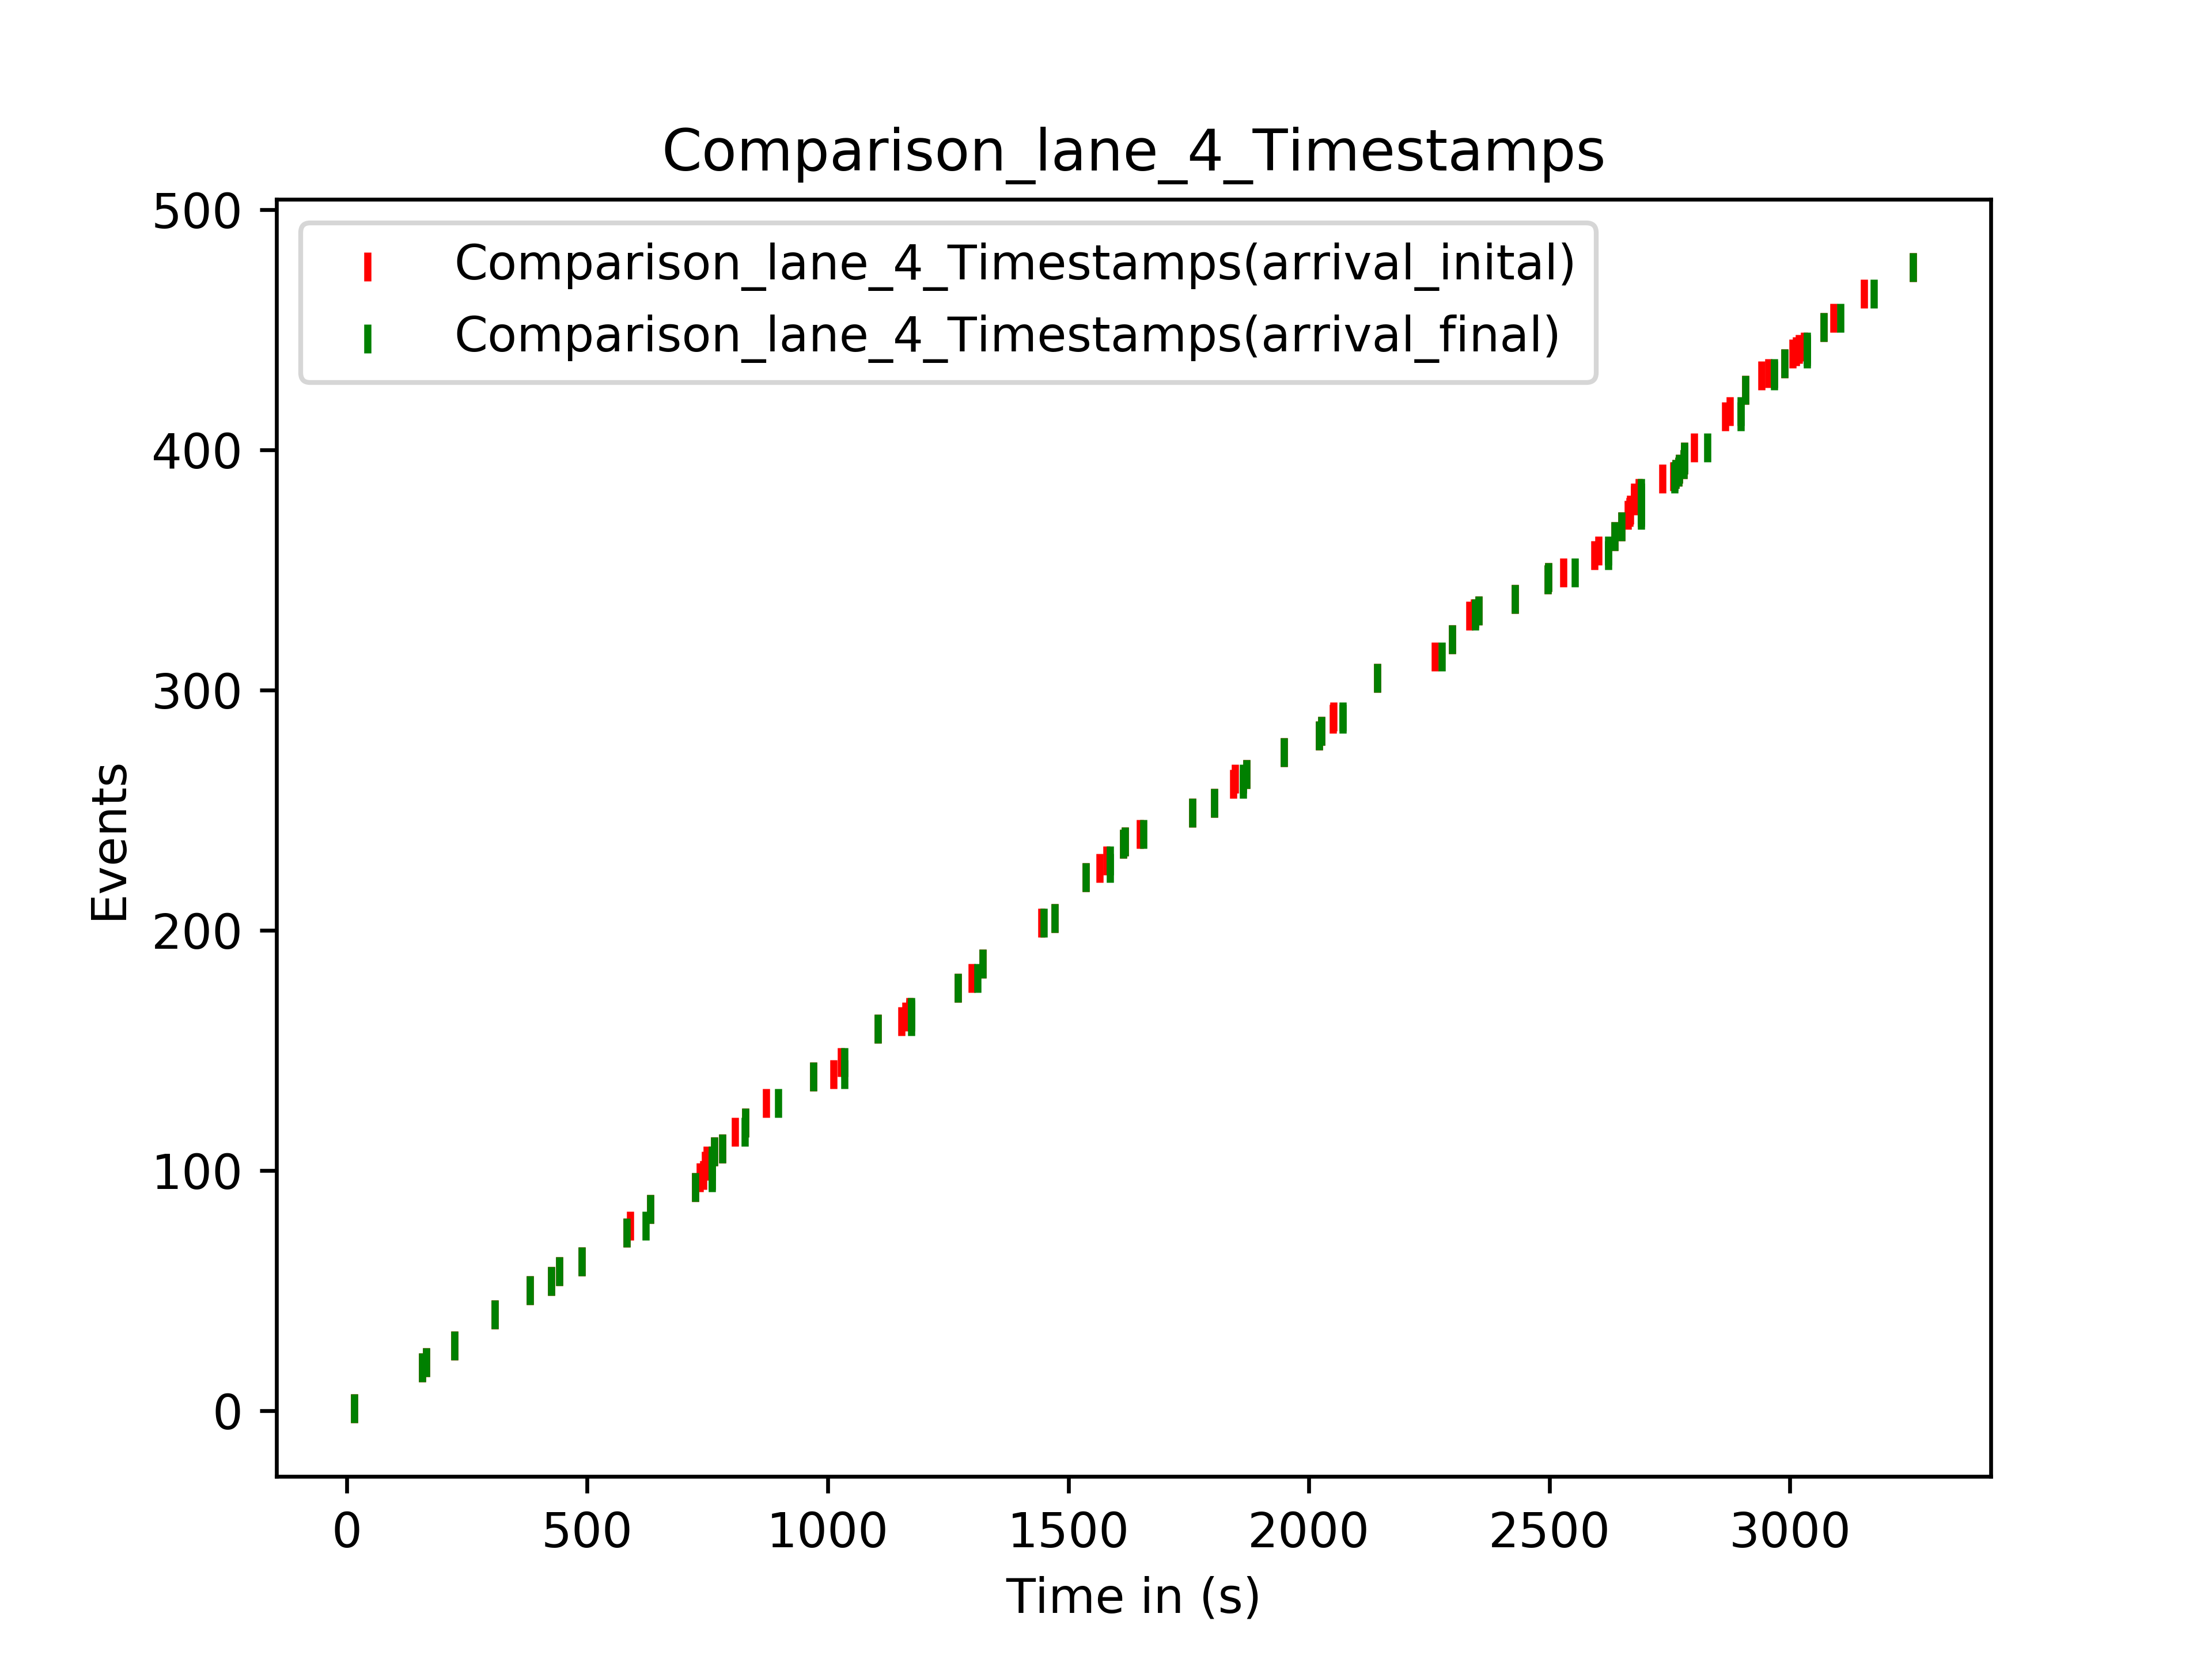 Comparison_lane_4_Timestamps
500
400
300
200
100
0
Events
Comparison_lane_4_Timestamps(arrival_inital)
Comparison_lane_4_Timestamps(arrival_final)
0 500 1000 1500 2000 2500 3000
Time in (s)